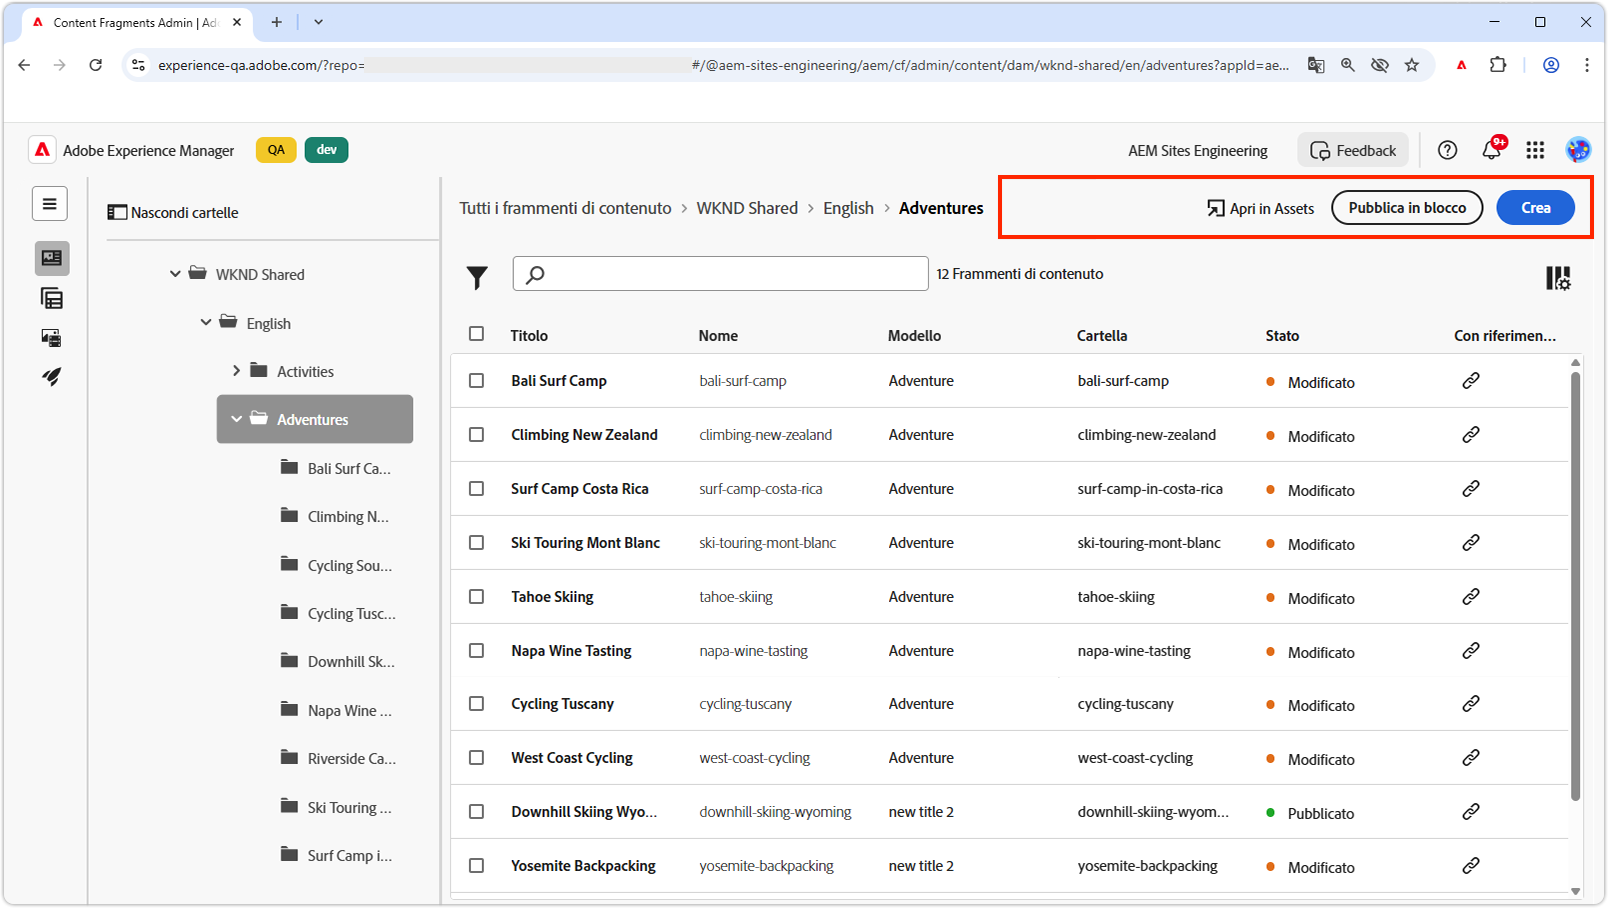 Content Fragments Admin | Ad
experience-qa.adobe.com/?repo= #/@aem-sites-engineering/aem/cf/admin/content/dam/wknd-shared/en/adventures?appId=ae...
Adobe Experience Manager QA dev
AEM Sites Engineering Feedback 9+
Nascondi cartelle
WKND Shared
English
Activities
Adventures
Bali Surf Ca...
Climbing N...
Cycling Sou...
Cycling Tusc...
Downhill Sk...
Napa Wine ...
Riverside Ca...
Ski Touring ...
Surf Camp i...
Tutti i frammenti di contenuto > WKND Shared > English > Adventures
Apri in Assets Pubblica in blocco Crea
12 Frammenti di contenuto
Titolo Nome Modello Cartella Stato Con riferimen...
Bali Surf Camp bali-surf-camp Adventure bali-surf-camp Modificato
Climbing New Zealand climbing-new-zealand Adventure climbing-new-zealand Modificato
Surf Camp Costa Rica surf-camp-costa-rica Adventure surf-camp-in-costa-rica Modificato
Ski Touring Mont Blanc ski-touring-mont-blanc Adventure ski-touring-mont-blanc Modificato
Tahoe Skiing tahoe-skiing Adventure tahoe-skiing Modificato
Napa Wine Tasting napa-wine-tasting Adventure napa-wine-tasting Modificato
Cycling Tuscany cycling-tuscany Adventure cycling-tuscany Modificato
West Coast Cycling west-coast-cycling Adventure west-coast-cycling Modificato
Downhill Skiing Wyo... downhill-skiing-wyoming new title 2 downhill-skiing-wyom... Pubblicato
Yosemite Backpacking yosemite-backpacking new title 2 yosemite-backpacking Modificato